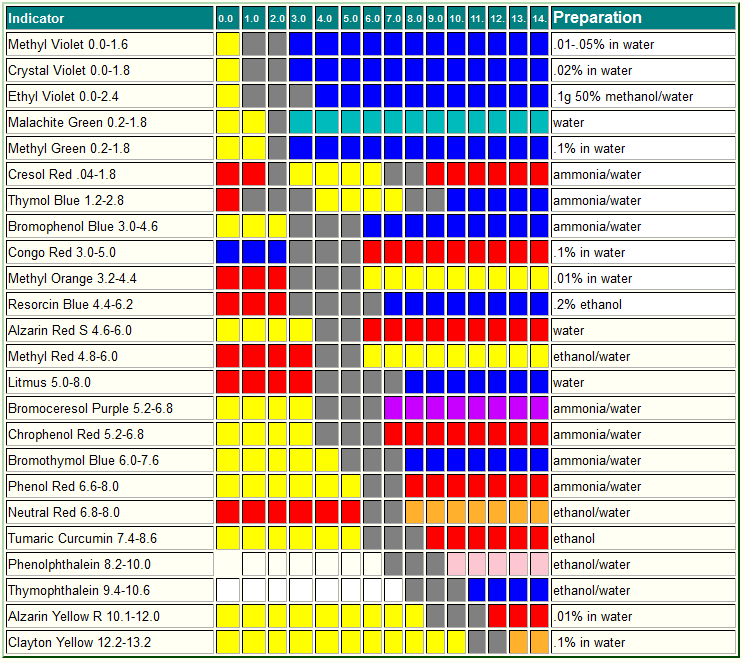 Indicator 0.0 1.0 2.0 3.0 4.0 5.0 6.0 7.0 8.0 9.0 10. 11. 12. 13. 14. Preparation
Methyl Violet 0.0-1.6 .01-.05% in water
Crystal Violet 0.0-1.8 .02% in water
Ethyl Violet 0.0-2.4 .1g 50% methanol/water
Malachite Green 0.2-1.8 water
Methyl Green 0.2-1.8 .1% in water
Cresol Red .04-1.8 ammonia/water
Thymol Blue 1.2-2.8 ammonia/water
Bromophenol Blue 3.0-4.6 ammonia/water
Congo Red 3.0-5.0 .1% in water
Methyl Orange 3.2-4.4 .01% in water
Resorcin Blue 4.4-6.2 .2% ethanol
Alzarin Red S 4.6-6.0 water
Methyl Red 4.8-6.0 ethanol/water
Litmus 5.0-8.0 water
Bromoceresol Purple 5.2-6.8 ammonia/water
Chrophenol Red 5.2-6.8 ammonia/water
Bromothymol Blue 6.0-7.6 ammonia/water
Phenol Red 6.6-8.0 ammonia/water
Neutral Red 6.8-8.0 ethanol/water
Tumaric Curcumin 7.4-8.6 ethanol
Phenolphthalein 8.2-10.0 ethanol/water
Thymophthalein 9.4-10.6 ethanol/water
Alzarin Yellow R 10.1-12.0 .01% in water
Clayton Yellow 12.2-13.2 .1% in water